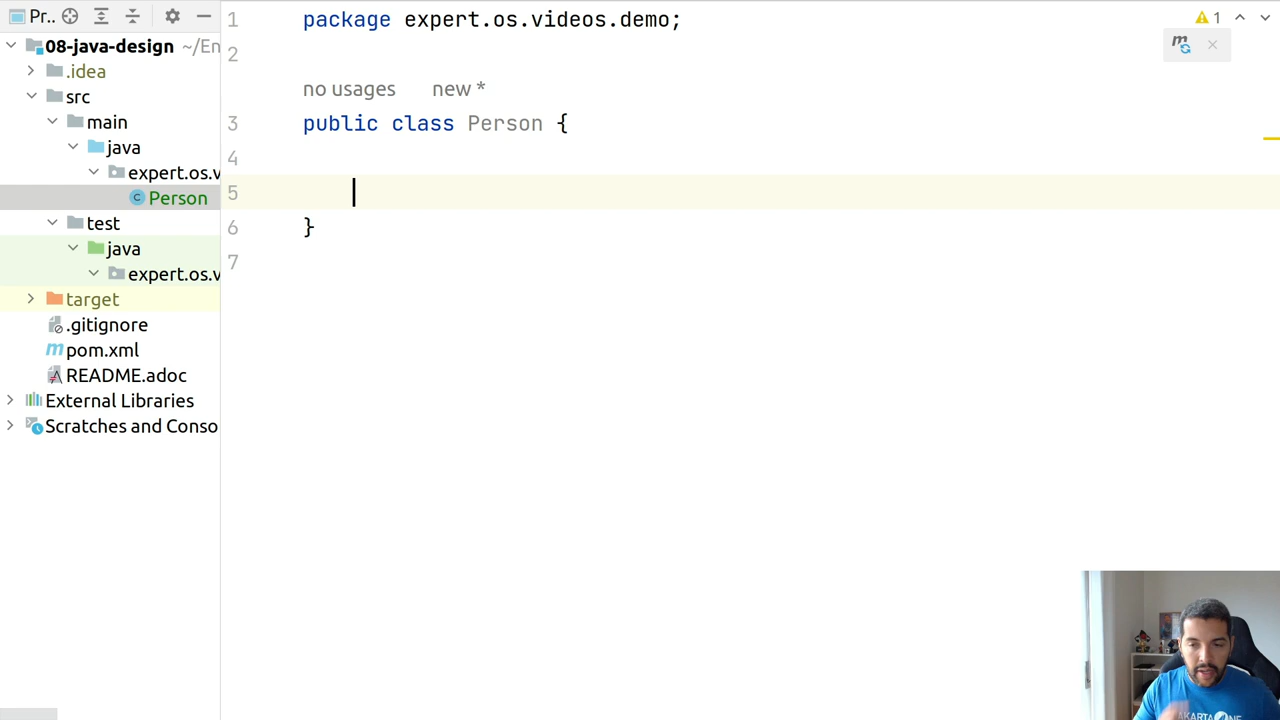 Pr..
08-java-design ~/En
.idea
src
main
java
expert.os.v
Person
test
java
expert.os.v
target
.gitignore
pom.xml
README.adoc
External Libraries
Scratches and Conso
1 package expert.os.videos.demo;
2
no usages new *
3 public class Person {
4
5
6 }
7
1
m
AKARTAONE